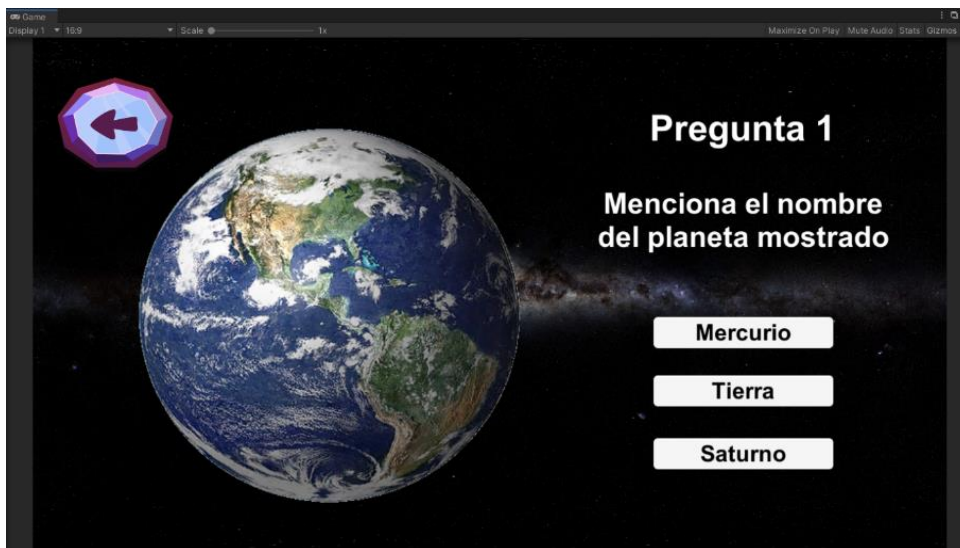 Game
Display 1 16:9 Scale 1x Maximize On Play Mute Audio Stats Gizmos
Pregunta 1
Menciona el nombre
del planeta mostrado
Mercurio
Tierra
Saturno